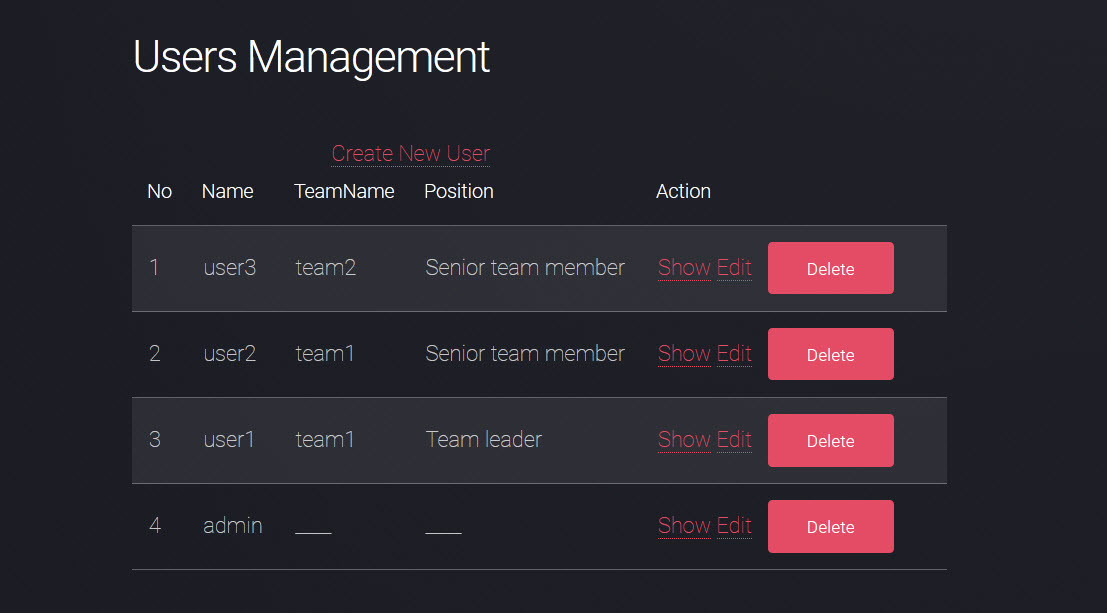 Users Management
Create New User
No Name TeamName Position Action
1 user3 team2 Senior team member Show Edit Delete
2 user2 team1 Senior team member Show Edit Delete
3 user1 team1 Team leader Show Edit Delete
4 admin ____ ____ Show Edit Delete